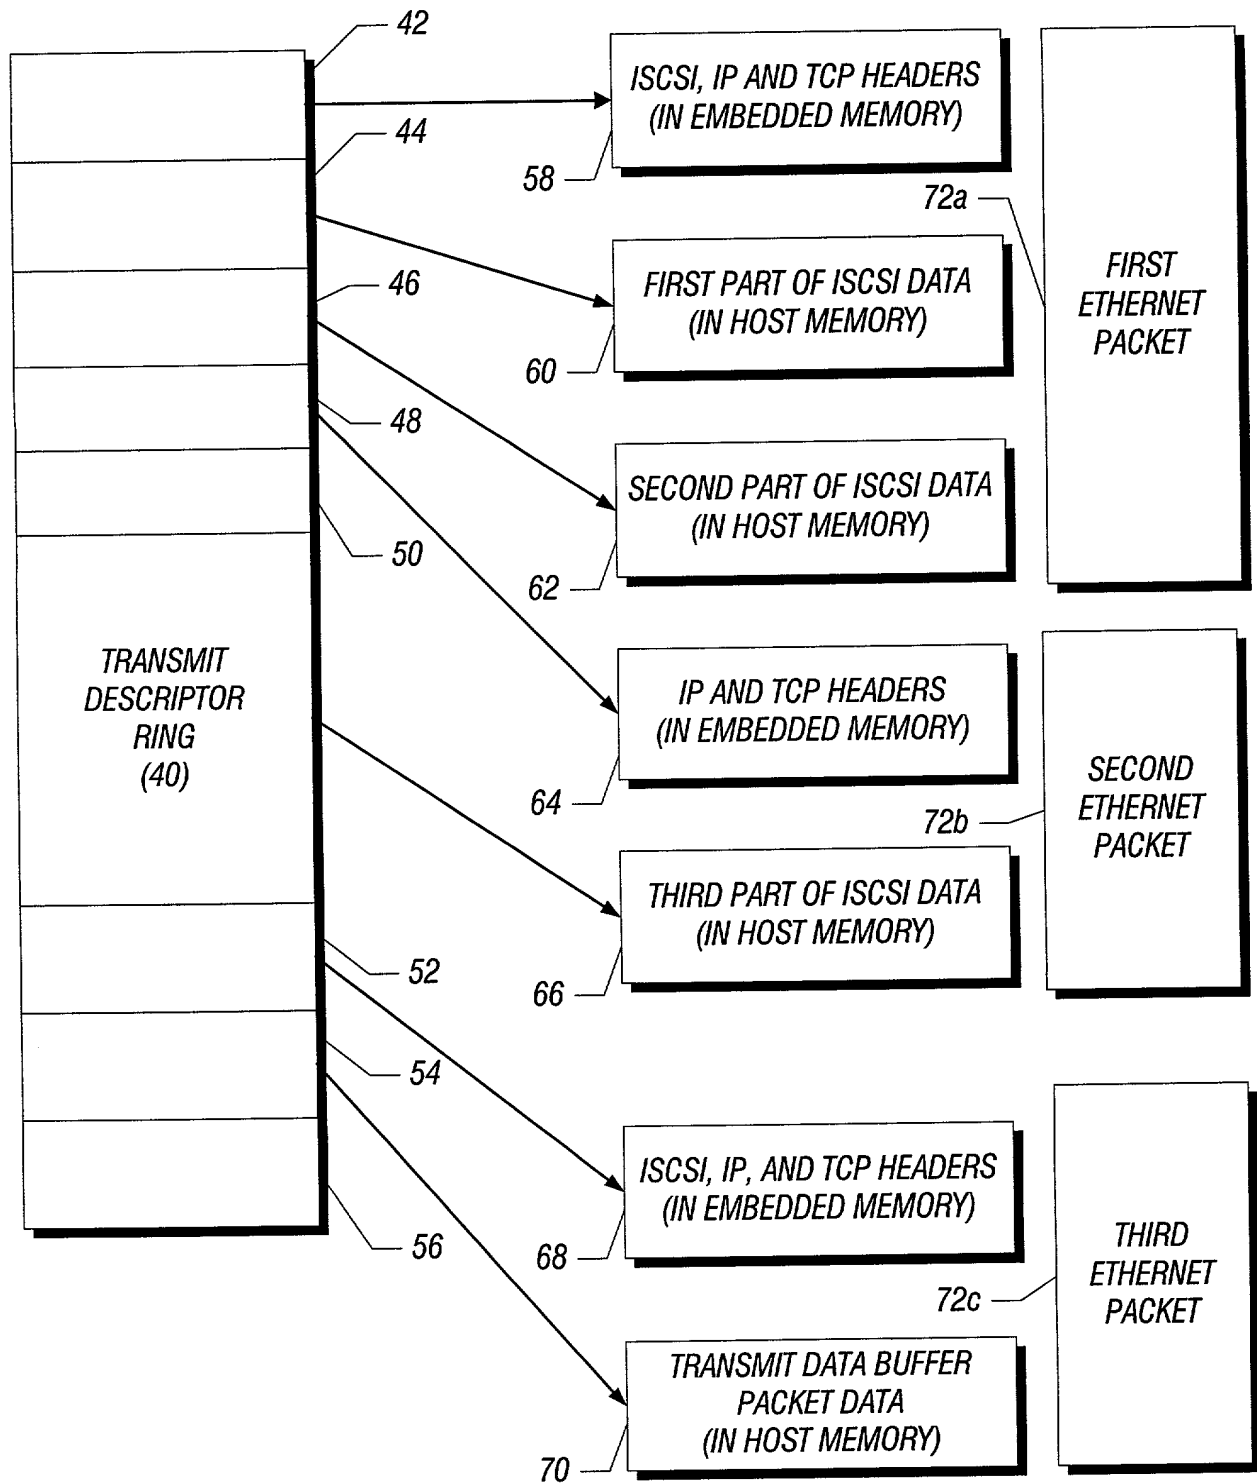 42
ISCSI, IP AND TCP HEADERS
(IN EMBEDDED MEMORY)
44
58
72a
FIRST
ETHERNET
PACKET
46
FIRST PART OF ISCSI DATA
(IN HOST MEMORY)
60
48
SECOND PART OF ISCSI DATA
(IN HOST MEMORY)
50
62
TRANSMIT
DESCRIPTOR
RING
(40)
IP AND TCP HEADERS
(IN EMBEDDED MEMORY)
64
72b
SECOND
ETHERNET
PACKET
THIRD PART OF ISCSI DATA
(IN HOST MEMORY)
52
66
54
ISCSI, IP, AND TCP HEADERS
(IN EMBEDDED MEMORY)
56
68
72c
THIRD
ETHERNET
PACKET
TRANSMIT DATA BUFFER
PACKET DATA
(IN HOST MEMORY)
70